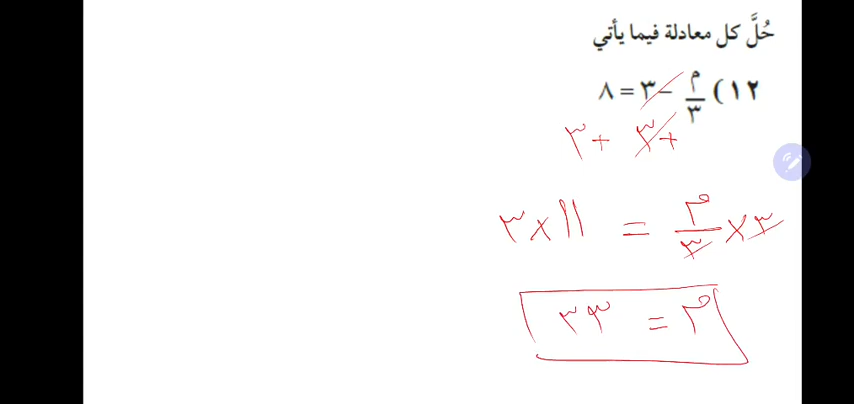 حُلَّ كل معادلة فيما يأتي
١٢) م/٣ − ٣ = ٨
+ ٣ + ٣
٣ × م/٣ = ١١ × ٣
م = ٣٣